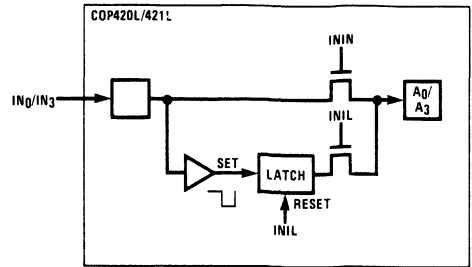 COP420L/421L
ININ
IN0/IN3
A0/
A3
INIL
SET
LATCH
RESET
INIL